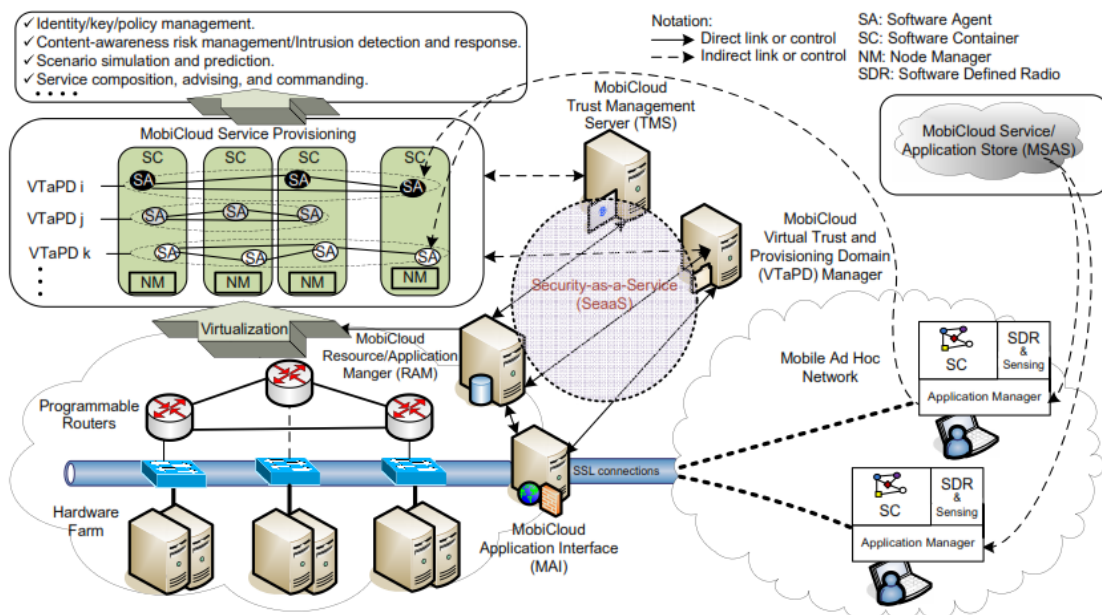 ✓ Identity/key/policy management.
✓ Content-awareness risk management/Intrusion detection and response.
✓ Scenario simulation and prediction.
✓ Service composition, advising, and commanding.
• • • •
Notation:
Direct link or control
Indirect link or control
SA: Software Agent
SC: Software Container
NM: Node Manager
SDR: Software Defined Radio
MobiCloud Service Provisioning
SC
SC
SC
SC
VTaPD i
SA
SA
SA
VTaPD j
SA
SA
SA
VTaPD k
SA
SA
SA
SA
NM
NM
NM
NM
MobiCloud
Trust Management
Server (TMS)
MobiCloud Service/
Application Store (MSAS)
MobiCloud
Virtual Trust and
Provisioning Domain
(VTaPD) Manager
Security-as-a-Service
(SeaaS)
Virtualization
MobiCloud
Resource/Application
Manger (RAM)
Programmable
Routers
Hardware
Farm
SSL connections
MobiCloud
Application Interface
(MAI)
Mobile Ad Hoc
Network
SC
SDR
&
Sensing
Application Manager
SC
SDR
&
Sensing
Application Manager